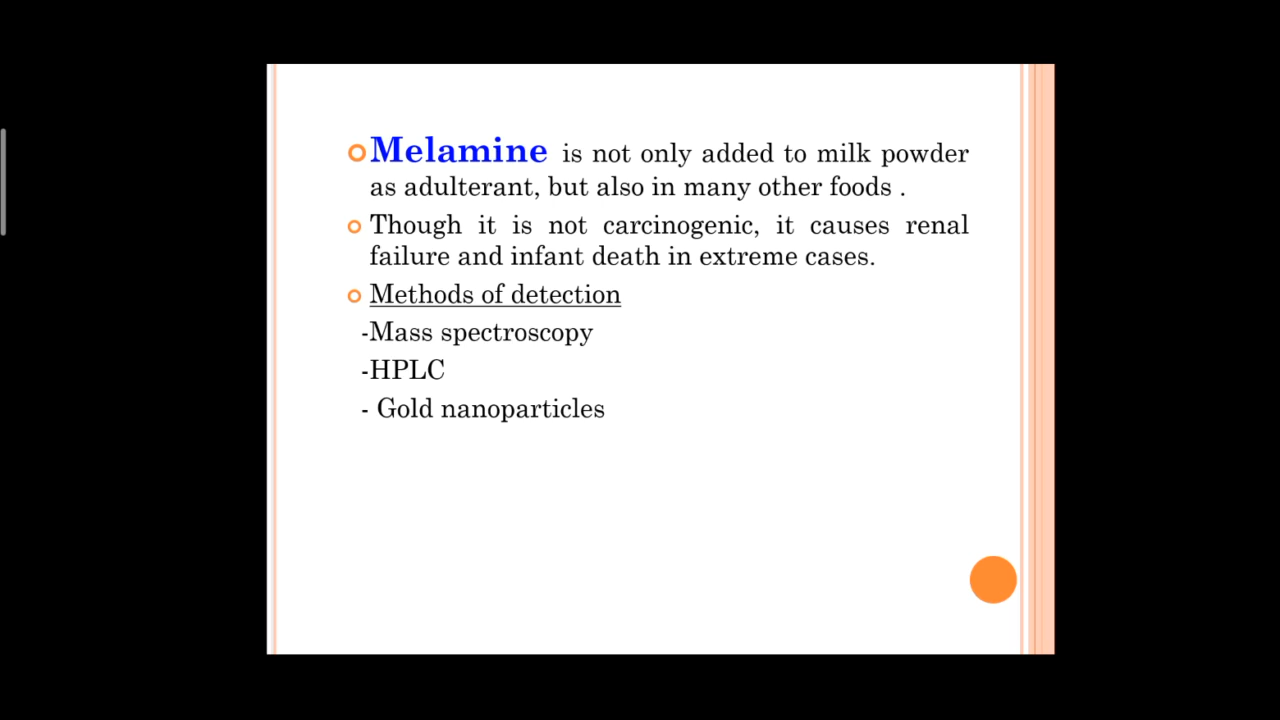 Melamine is not only added to milk powder
as adulterant, but also in many other foods .
Though it is not carcinogenic, it causes renal
failure and infant death in extreme cases.
Methods of detection
-Mass spectroscopy
-HPLC
- Gold nanoparticles